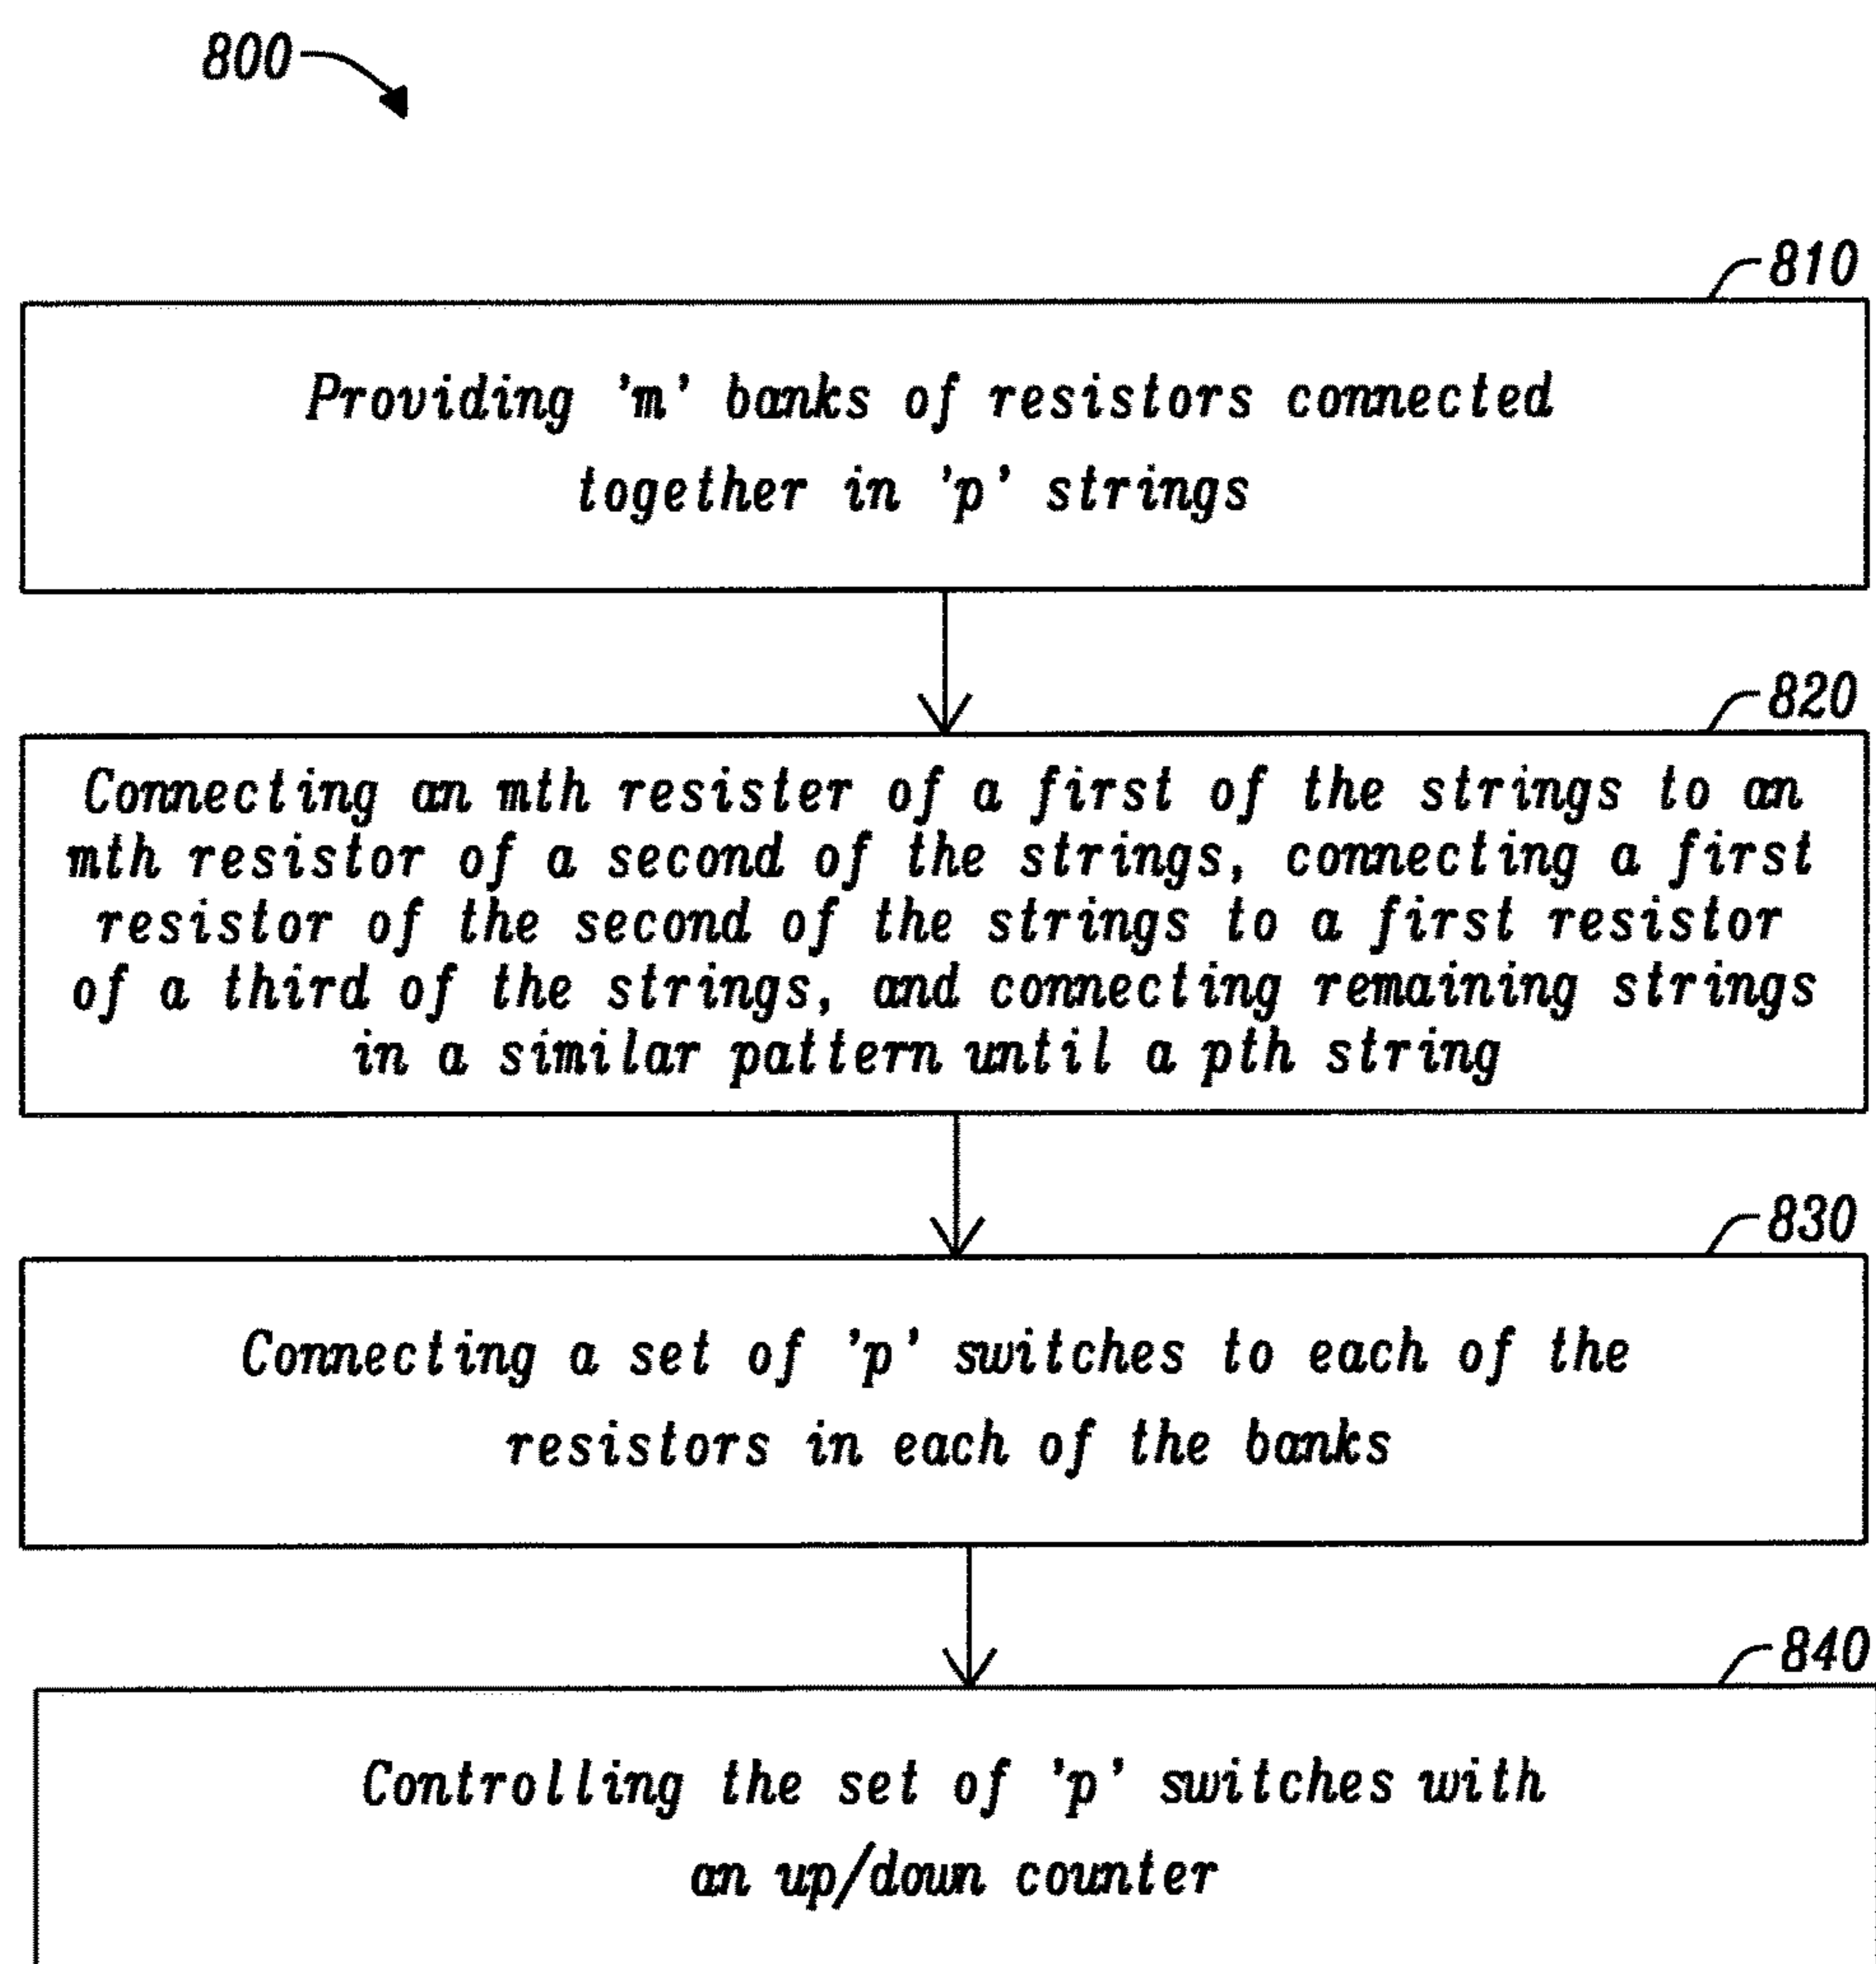 800
810
Providing 'm' banks of resistors connected
together in 'p' strings
820
Connecting an mth resister of a first of the strings to an
mth resistor of a second of the strings, connecting a first
resistor of the second of the strings to a first resistor
of a third of the strings, and connecting remaining strings
in a similar pattern until a pth string
830
Connecting a set of 'p' switches to each of the
resistors in each of the banks
840
Controlling the set of 'p' switches with
an up/down counter